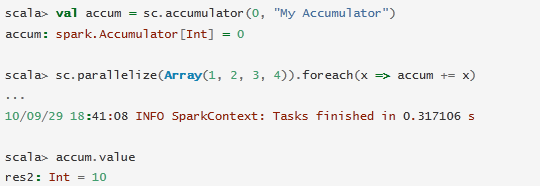 scala> val accum = sc.accumulator(0, "My Accumulator")
accum: spark.Accumulator[Int] = 0
scala> sc.parallelize(Array(1, 2, 3, 4)).foreach(x => accum += x)
...
10/09/29 18:41:08 INFO SparkContext: Tasks finished in 0.317106 s
scala> accum.value
res2: Int = 10